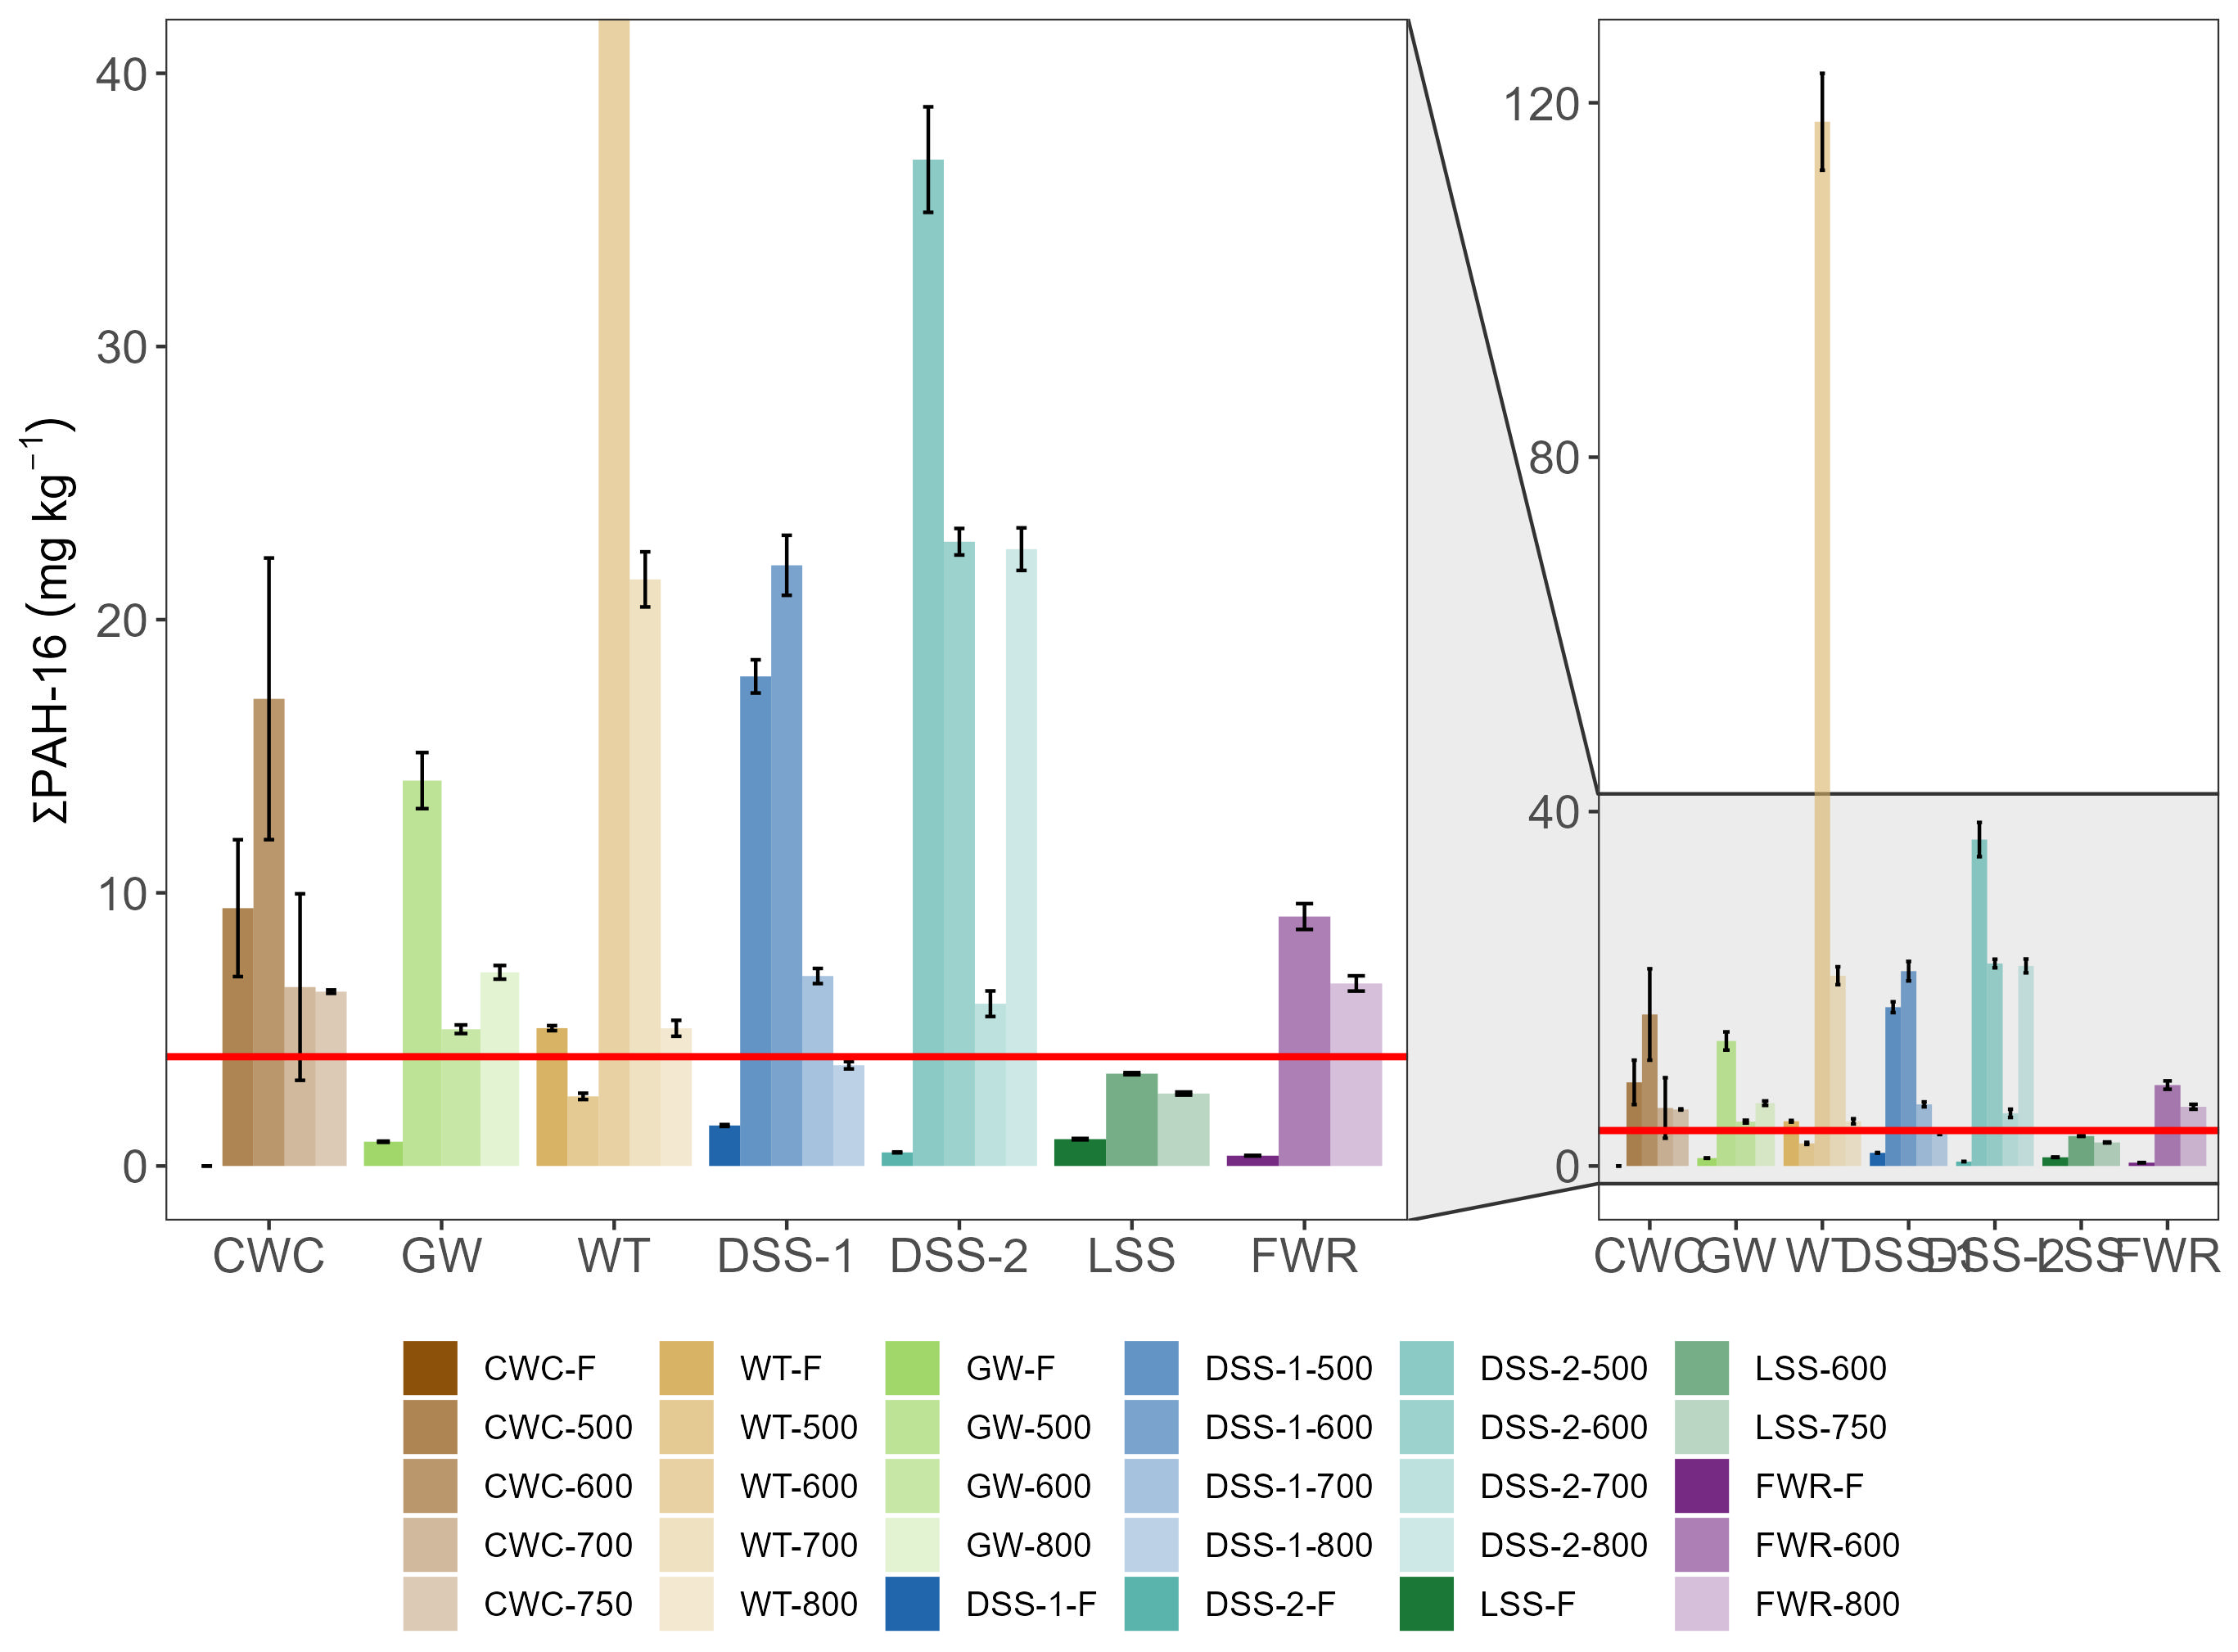 ΣPAH-16 (mg kg⁻¹)
40
30
20
10
0
CWC GW WT DSS-1 DSS-2 LSS FWR
120
80
40
0
CWC GW WT DSS-1 DSS-2 LSS FWR
CWC-F WT-F GW-F DSS-1-500 DSS-2-500 LSS-600
CWC-500 WT-500 GW-500 DSS-1-600 DSS-2-600 LSS-750
CWC-600 WT-600 GW-600 DSS-1-700 DSS-2-700 FWR-F
CWC-700 WT-700 GW-800 DSS-1-800 DSS-2-800 FWR-600
CWC-750 WT-800 DSS-1-F DSS-2-F LSS-F FWR-800